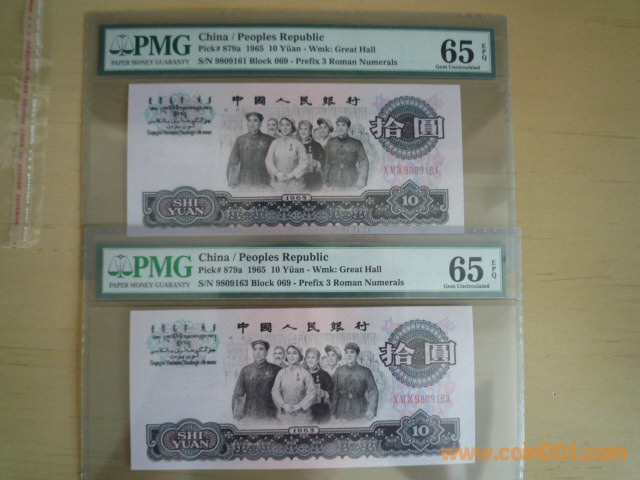 PMG
PAPER MONEY GUARANTY
China / Peoples Republic
Pick# 879a 1965 10 Yüan - Wmk: Great Hall
S/N 9809161 Block 069 - Prefix 3 Roman Numerals
65 EPQ
Gem Uncirculated
中國人民銀行
拾圓
9809161
1965
SHI
YUAN
10
PMG
PAPER MONEY GUARANTY
China / Peoples Republic
Pick# 879a 1965 10 Yüan - Wmk: Great Hall
S/N 9809163 Block 069 - Prefix 3 Roman Numerals
65 EPQ
Gem Uncirculated
中國人民銀行
拾圓
9809163
1965
SHI
YUAN
10
www.coin001.com